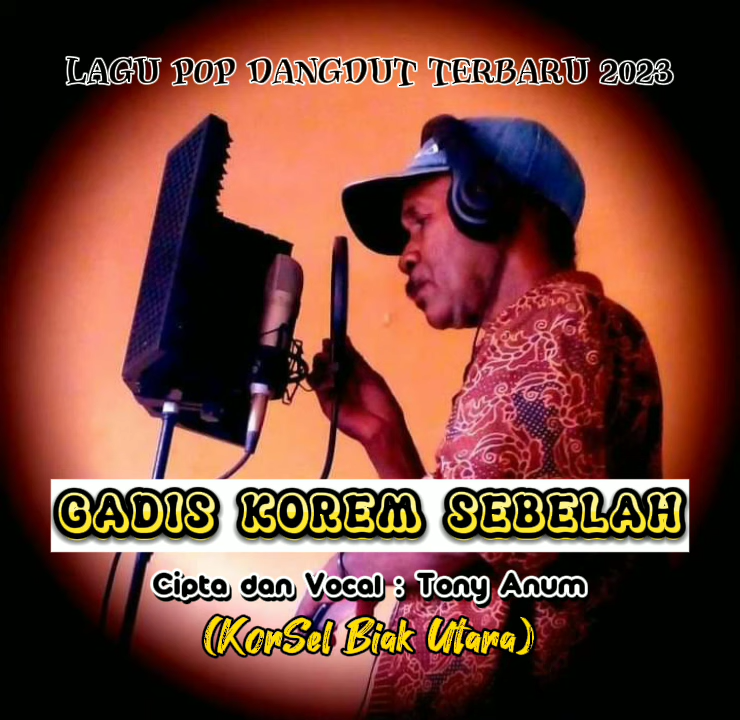 LAGU POP DANGDUT TERBARU 2023
GADIS KOREM SEBELAH
Cipta dan Vocal : Tony Anum
(KorSel Biak Utara)